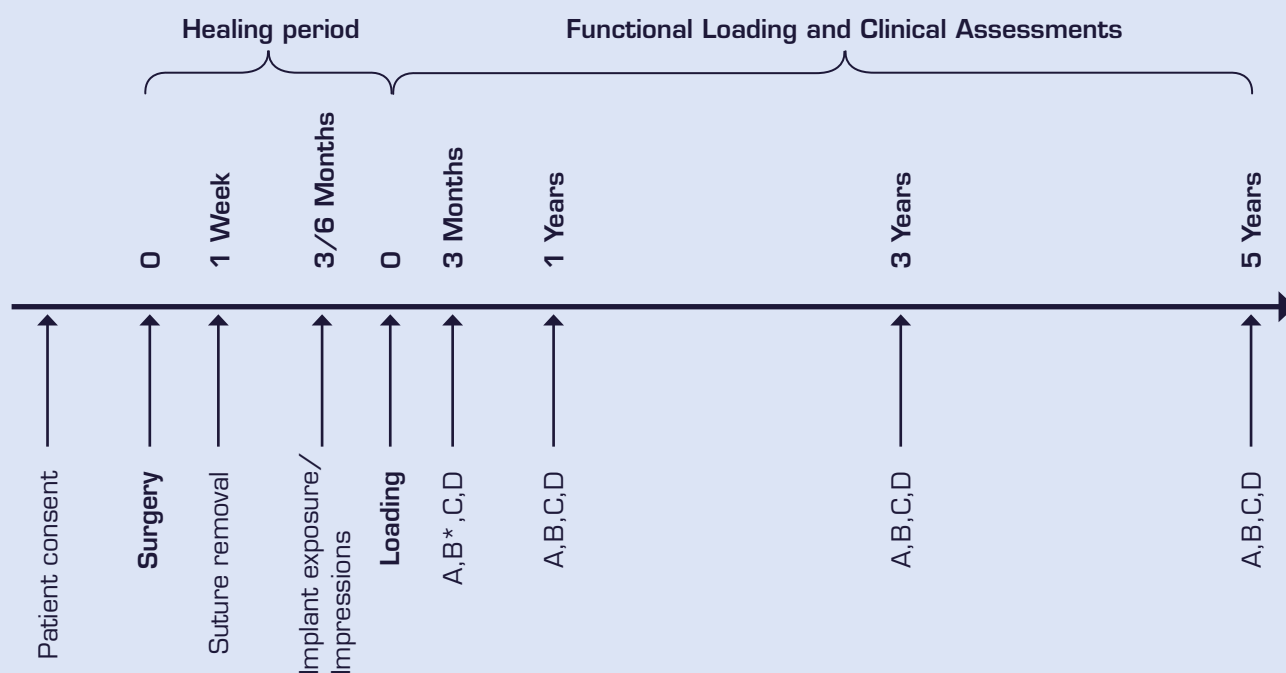 Healing period
Functional Loading and Clinical Assessments
0
1 Week
3/6 Months
0
3 Months
1 Years
3 Years
5 Years
Patient consent
Surgery
Suture removal
Implant exposure/
Impressions
Loading
A,B*,C,D
A,B,C,D
A,B,C,D
A,B,C,D